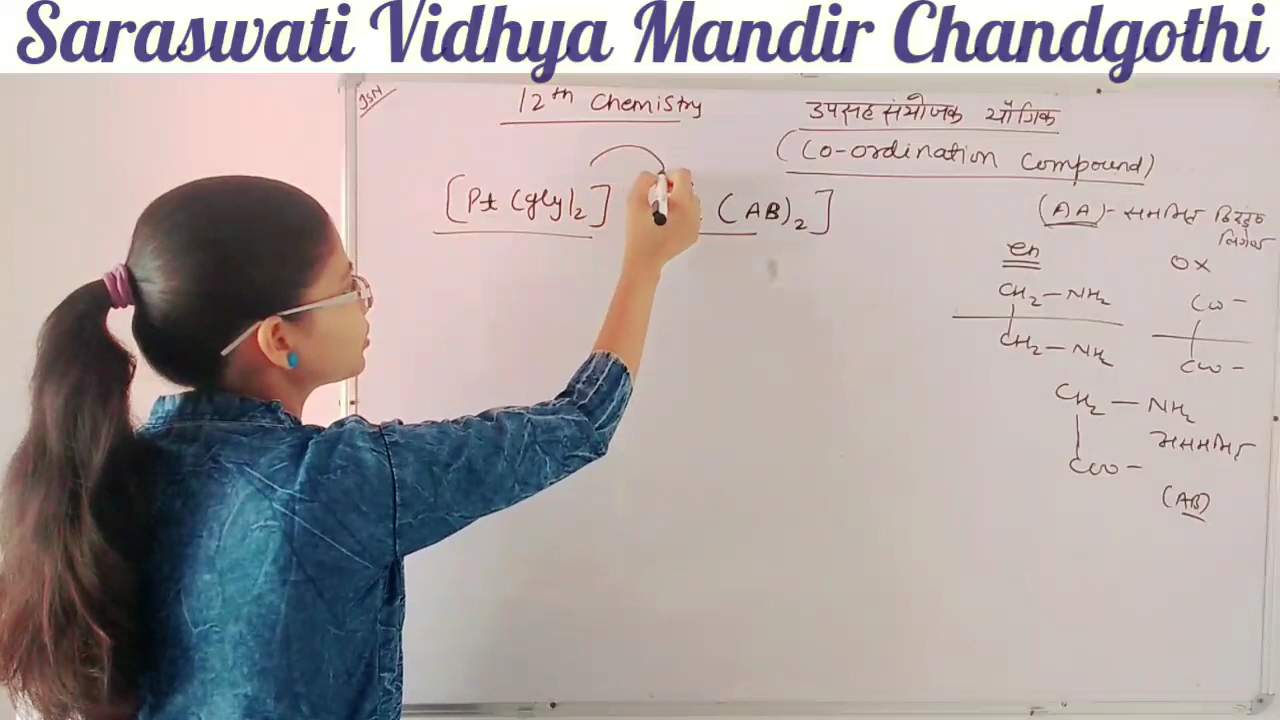 Saraswati Vidhya Mandir Chandgothi
JSN
12th Chemistry
उपसहसंयोजक यौगिक
(Co-ordination Compound)
[Pt (gly)2]
(AB)2]
(AA) - सममित द्विदंतुर
लिगेण्ड
en
CH2 - NH2
CH2 - NH2
ox
COO -
COO -
CH2 - NH2
असममित
COO -
(AB)